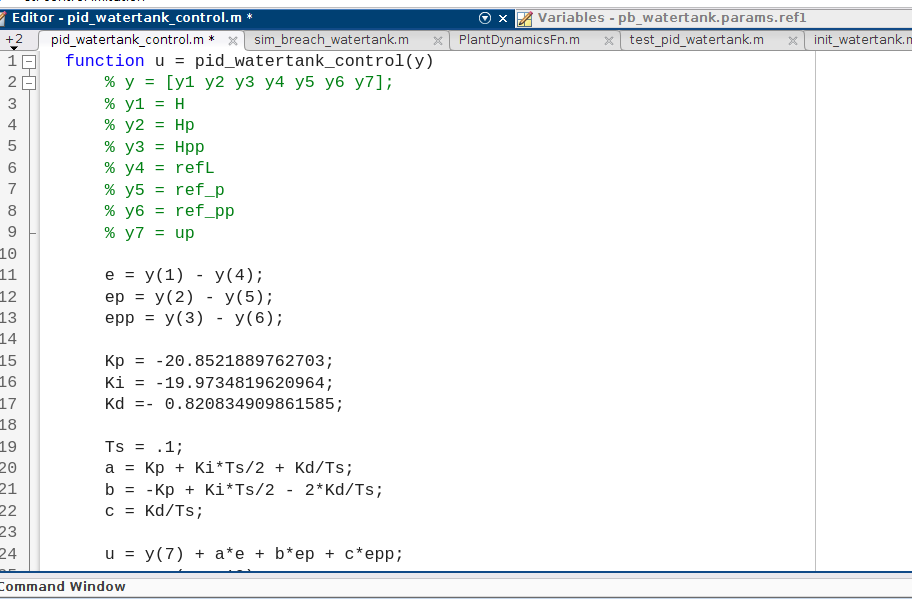 Editor - pid_watertank_control.m *
Variables - pb_watertank.params.ref1
+2
pid_watertank_control.m *
sim_breach_watertank.m
PlantDynamicsFn.m
test_pid_watertank.m
init_watertank.m
1 function u = pid_watertank_control(y)
2 % y = [y1 y2 y3 y4 y5 y6 y7];
3 % y1 = H
4 % y2 = Hp
5 % y3 = Hpp
6 % y4 = refL
7 % y5 = ref_p
8 % y6 = ref_pp
9 % y7 = up
10
11 e = y(1) - y(4);
12 ep = y(2) - y(5);
13 epp = y(3) - y(6);
14
15 Kp = -20.8521889762703;
16 Ki = -19.9734819620964;
17 Kd =- 0.820834909861585;
18
19 Ts = .1;
20 a = Kp + Ki*Ts/2 + Kd/Ts;
21 b = -Kp + Ki*Ts/2 - 2*Kd/Ts;
22 c = Kd/Ts;
23
24 u = y(7) + a*e + b*ep + c*epp;
Command Window